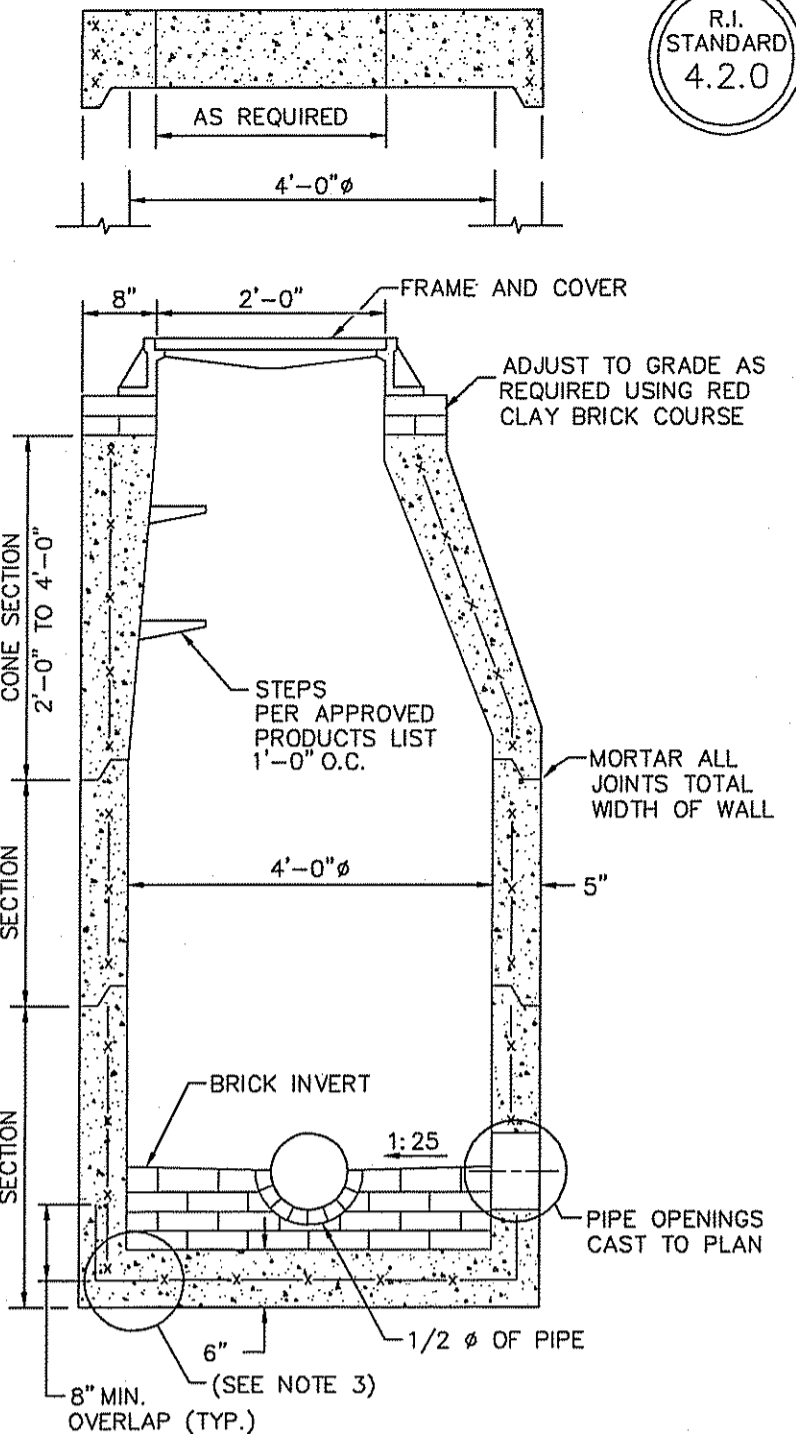 R.I.
STANDARD
4.2.0
AS REQUIRED
4'-0"ø
8"
2'-0"
FRAME AND COVER
ADJUST TO GRADE AS
REQUIRED USING RED
CLAY BRICK COURSE
CONE SECTION
2'-0" TO 4'-0"
STEPS
PER APPROVED
PRODUCTS LIST
1'-0" O.C.
MORTAR ALL
JOINTS TOTAL
WIDTH OF WALL
SECTION
4'-0"ø
5"
SECTION
BRICK INVERT
1:25
PIPE OPENINGS
CAST TO PLAN
6"
1/2 ø OF PIPE
(SEE NOTE 3)
8" MIN.
OVERLAP (TYP.)